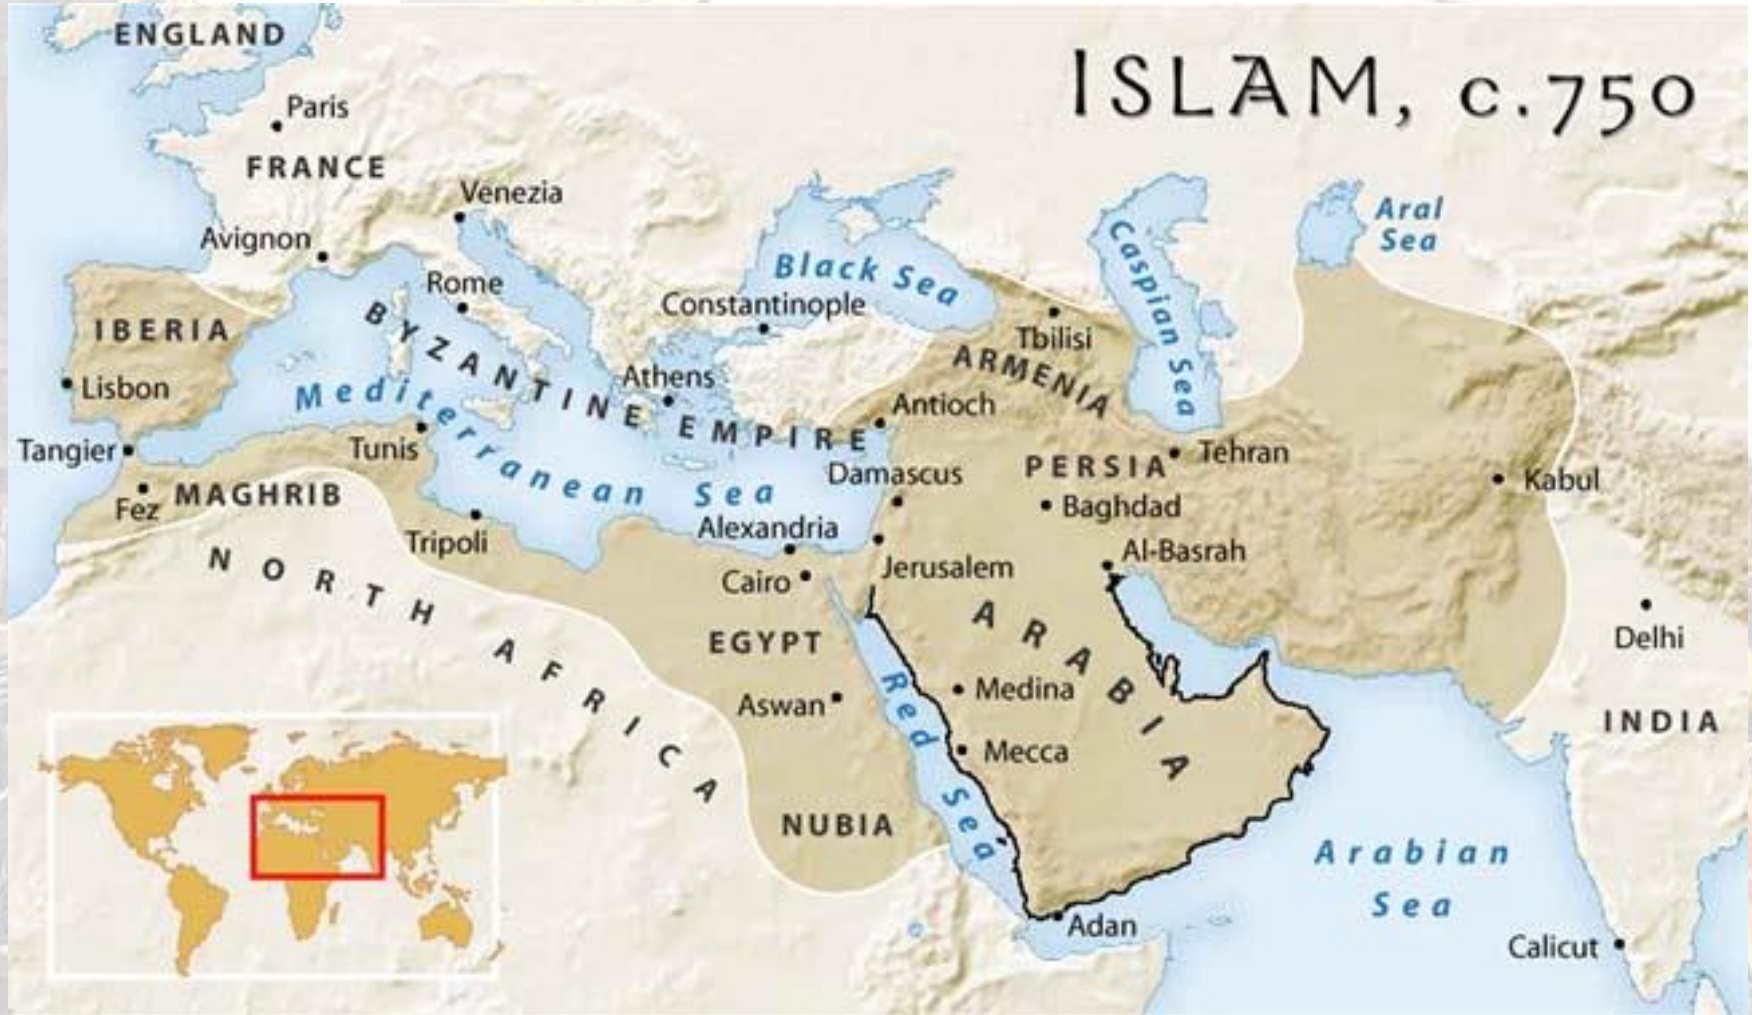 ENGLAND
ISLAM, c.750
Paris
FRANCE
Venezia
Avignon
Aral
Sea
Caspian Sea
Black Sea
Rome
Constantinople
BYZANTINE EMPIRE
IBERIA
Tbilisi
ARMENIA
Athens
Lisbon
Mediterranean Sea
Antioch
Tangier
Tunis
Damascus
PERSIA
Tehran
Kabul
Fez
MAGHRIB
Baghdad
Tripoli
Alexandria
Al-Basrah
NORTH AFRICA
Cairo
Jerusalem
ARABIA
EGYPT
Delhi
Red Sea
Medina
Aswan
INDIA
Mecca
NUBIA
Arabian
Sea
Adan
Calicut